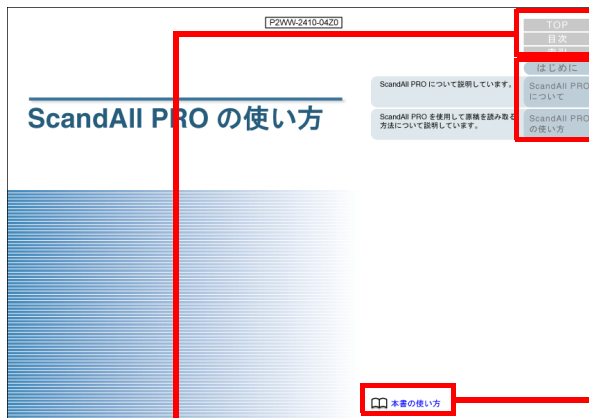 P2WW-2410-04Z0
TOP
目次
索引
はじめに
ScandAll PRO について説明しています。
ScandAll PRO
について
ScandAll PRO を使用して原稿を読み取る
方法について説明しています。
ScandAll PRO
の使い方
ScandAll PRO の使い方
本書の使い方